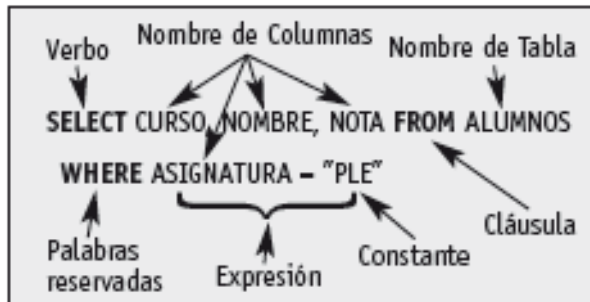 Nombre de Columnas
Verbo
Nombre de Tabla
SELECT CURSO, NOMBRE, NOTA FROM ALUMNOS
WHERE ASIGNATURA – "PLE"
Cláusula
Palabras
reservadas
Expresión
Constante